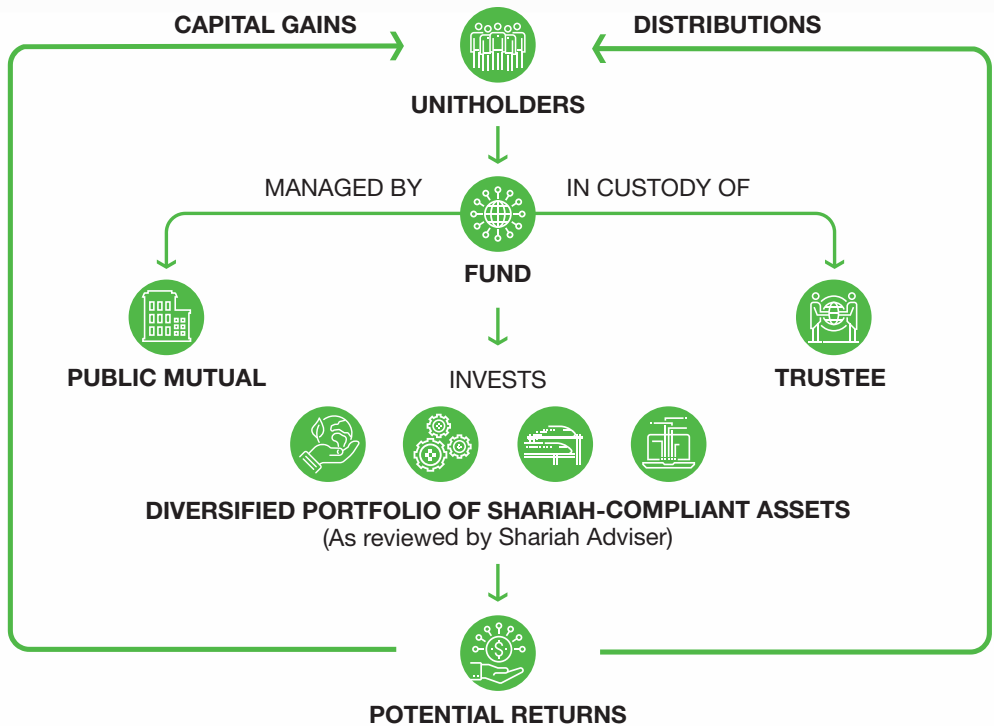 CAPITAL GAINS
DISTRIBUTIONS
UNITHOLDERS
MANAGED BY
IN CUSTODY OF
FUND
PUBLIC MUTUAL
TRUSTEE
INVESTS
DIVERSIFIED PORTFOLIO OF SHARIAH-COMPLIANT ASSETS
(As reviewed by Shariah Adviser)
$
POTENTIAL RETURNS